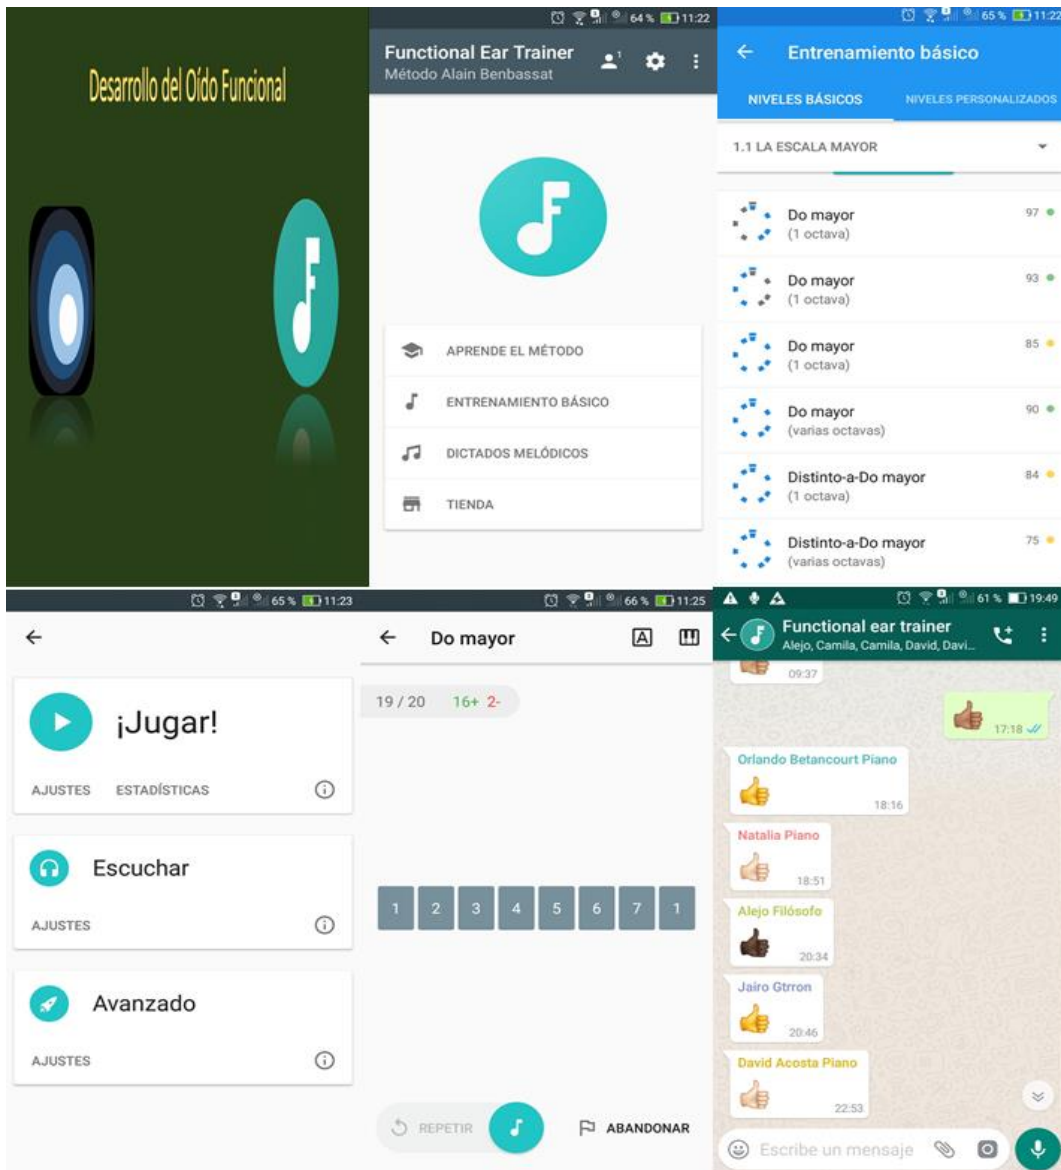 Desarrollo del Oído Funcional
64 % 11:22
Functional Ear Trainer
Método Alain Benbassat
1
APRENDE EL MÉTODO
ENTRENAMIENTO BÁSICO
DICTADOS MELÓDICOS
TIENDA
65 % 11:22
Entrenamiento básico
NIVELES BÁSICOS NIVELES PERSONALIZADOS
1.1 LA ESCALA MAYOR
Do mayor 97
(1 octava)
Do mayor 93
(1 octava)
Do mayor 85
(1 octava)
Do mayor 90
(varias octavas)
Distinto-a-Do mayor 84
(1 octava)
Distinto-a-Do mayor 75
(varias octavas)
65 % 11:23
¡Jugar!
AJUSTES ESTADÍSTICAS
Escuchar
AJUSTES
Avanzado
AJUSTES
66 % 11:25
Do mayor A
19 / 20 16+ 2-
1 2 3 4 5 6 7 1
REPETIR ABANDONAR
61 % 19:49
Functional ear trainer
Alejo, Camila, Camila, David, Davi...
09:37
17:18
Orlando Betancourt Piano
18:16
Natalia Piano
18:51
Alejo Filósofo
20:34
Jairo Gtrron
20:46
David Acosta Piano
22:53
Escribe un mensaje